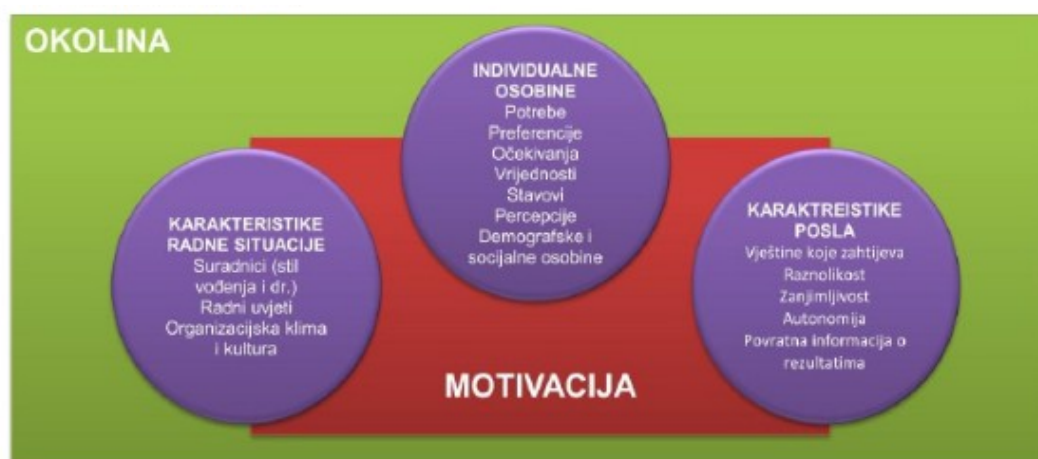 OKOLINA
INDIVIDUALNE
OSOBINE
Potrebe
Preferencije
Očekivanja
Vrijednosti
Stavovi
Percepcije
Demografske i
socijalne osobine
KARAKTERISTIKE
RADNE SITUACIJE
Suradnici (stil
vođenja i dr.)
Radni uvjeti
Organizacijska klima
i kultura
KARAKTREISTIKE
POSLA
Vještine koje zahtijeva
Raznolikost
Zanjimljivost
Autonomija
Povratna informacija o
rezultatima
MOTIVACIJA